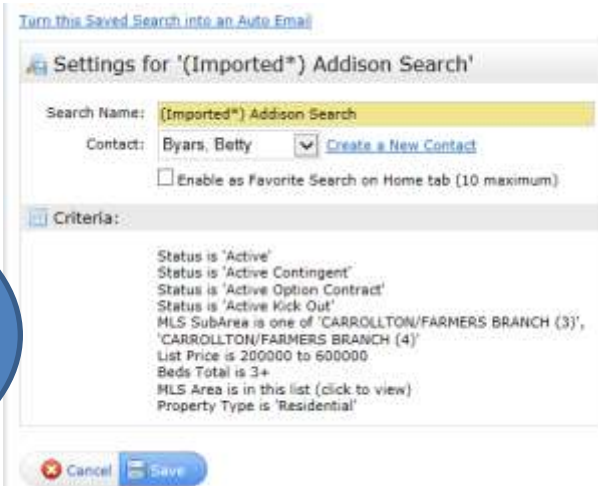 Turn this Saved Search into an Auto Email
Settings for '(Imported*) Addison Search'
Search Name: (Imported*) Addison Search
Contact: Byars, Betty Create a New Contact
Enable as Favorite Search on Home tab (10 maximum)
Criteria:
Status is 'Active'
Status is 'Active Contingent'
Status is 'Active Option Contract'
Status is 'Active Kick Out'
MLS SubArea is one of 'CARROLLTON/FARMERS BRANCH (3)',
'CARROLLTON/FARMERS BRANCH (4)'
List Price is 200000 to 600000
Beds Total is 3+
MLS Area is in this list (click to view)
Property Type is 'Residential'
Cancel Save